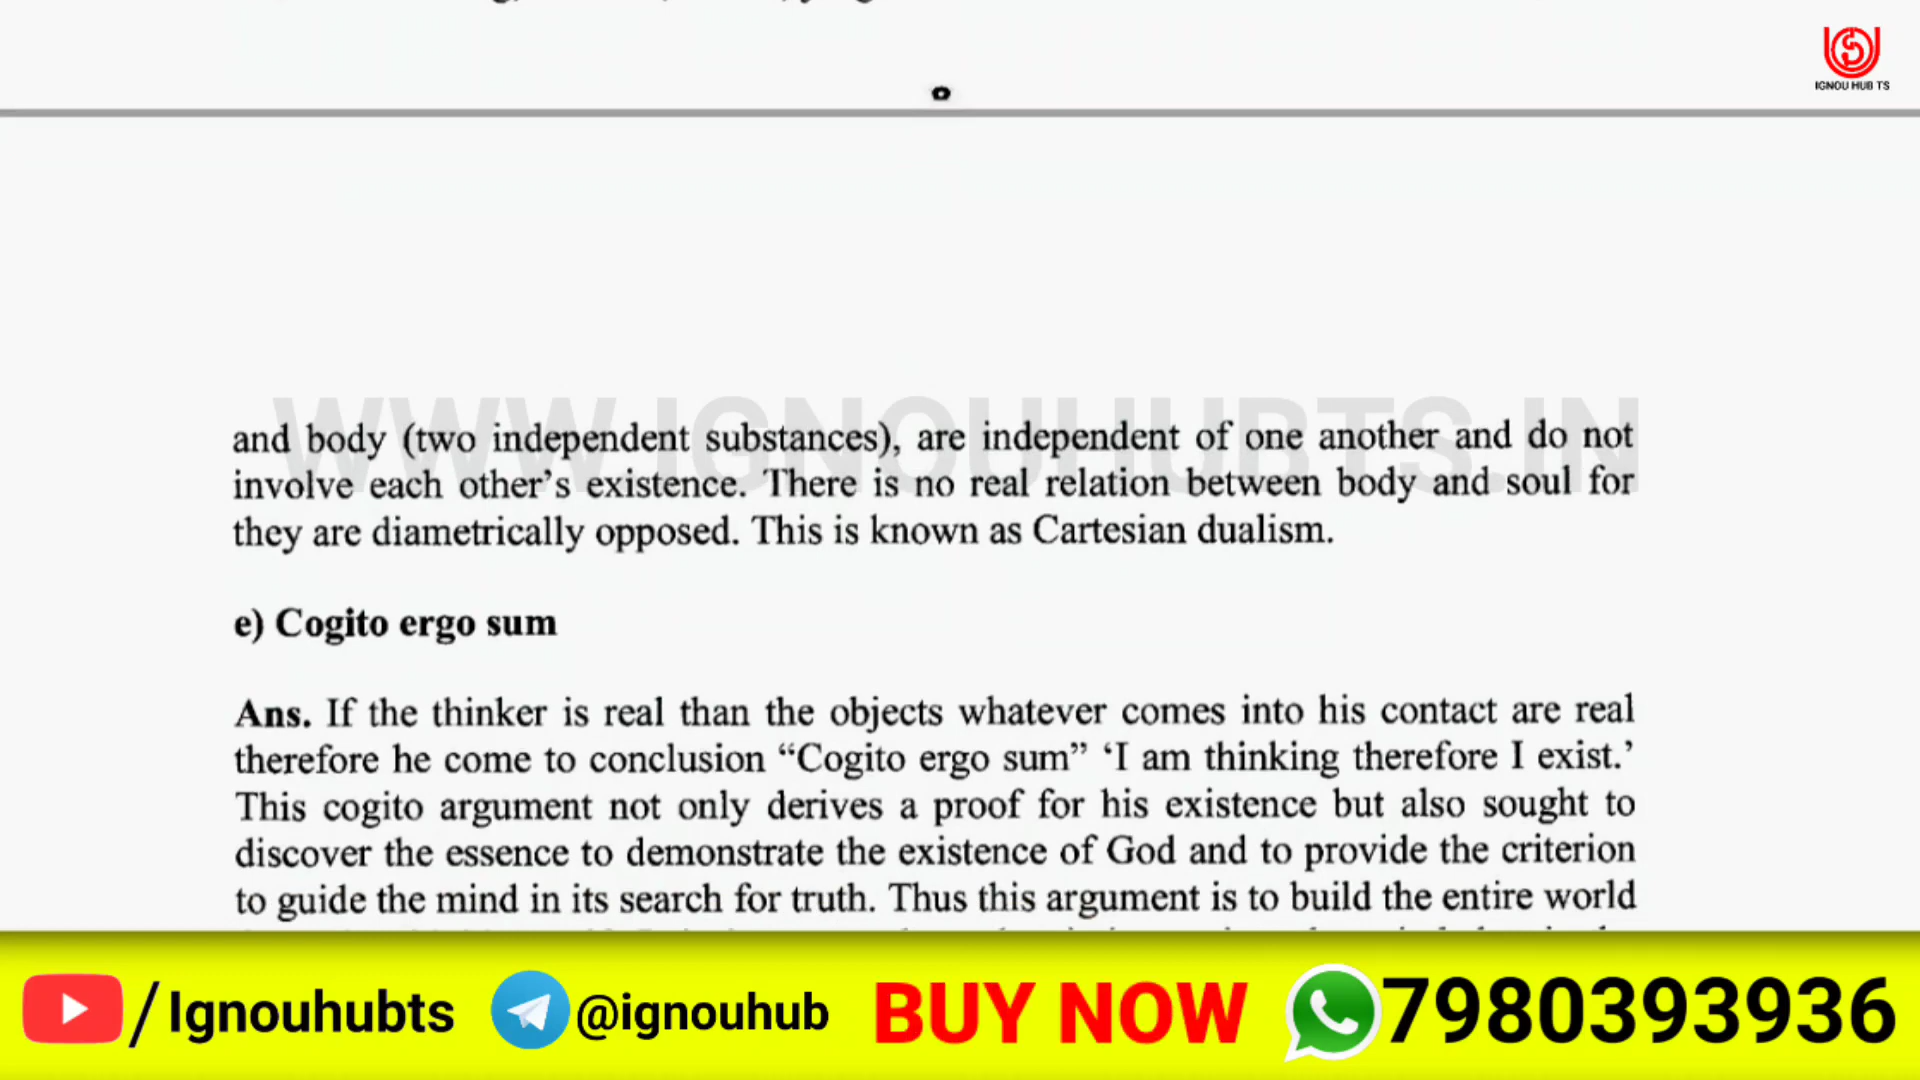 IGNOU HUB TS
WWW.IGNOUHUBTS.IN
and body (two independent substances), are independent of one another and do not
involve each other’s existence. There is no real relation between body and soul for
they are diametrically opposed. This is known as Cartesian dualism.
e) Cogito ergo sum
Ans. If the thinker is real than the objects whatever comes into his contact are real
therefore he come to conclusion “Cogito ergo sum” ‘I am thinking therefore I exist.’
This cogito argument not only derives a proof for his existence but also sought to
discover the essence to demonstrate the existence of God and to provide the criterion
to guide the mind in its search for truth. Thus this argument is to build the entire world
/Ignouhubts @ignouhub BUY NOW 7980393936